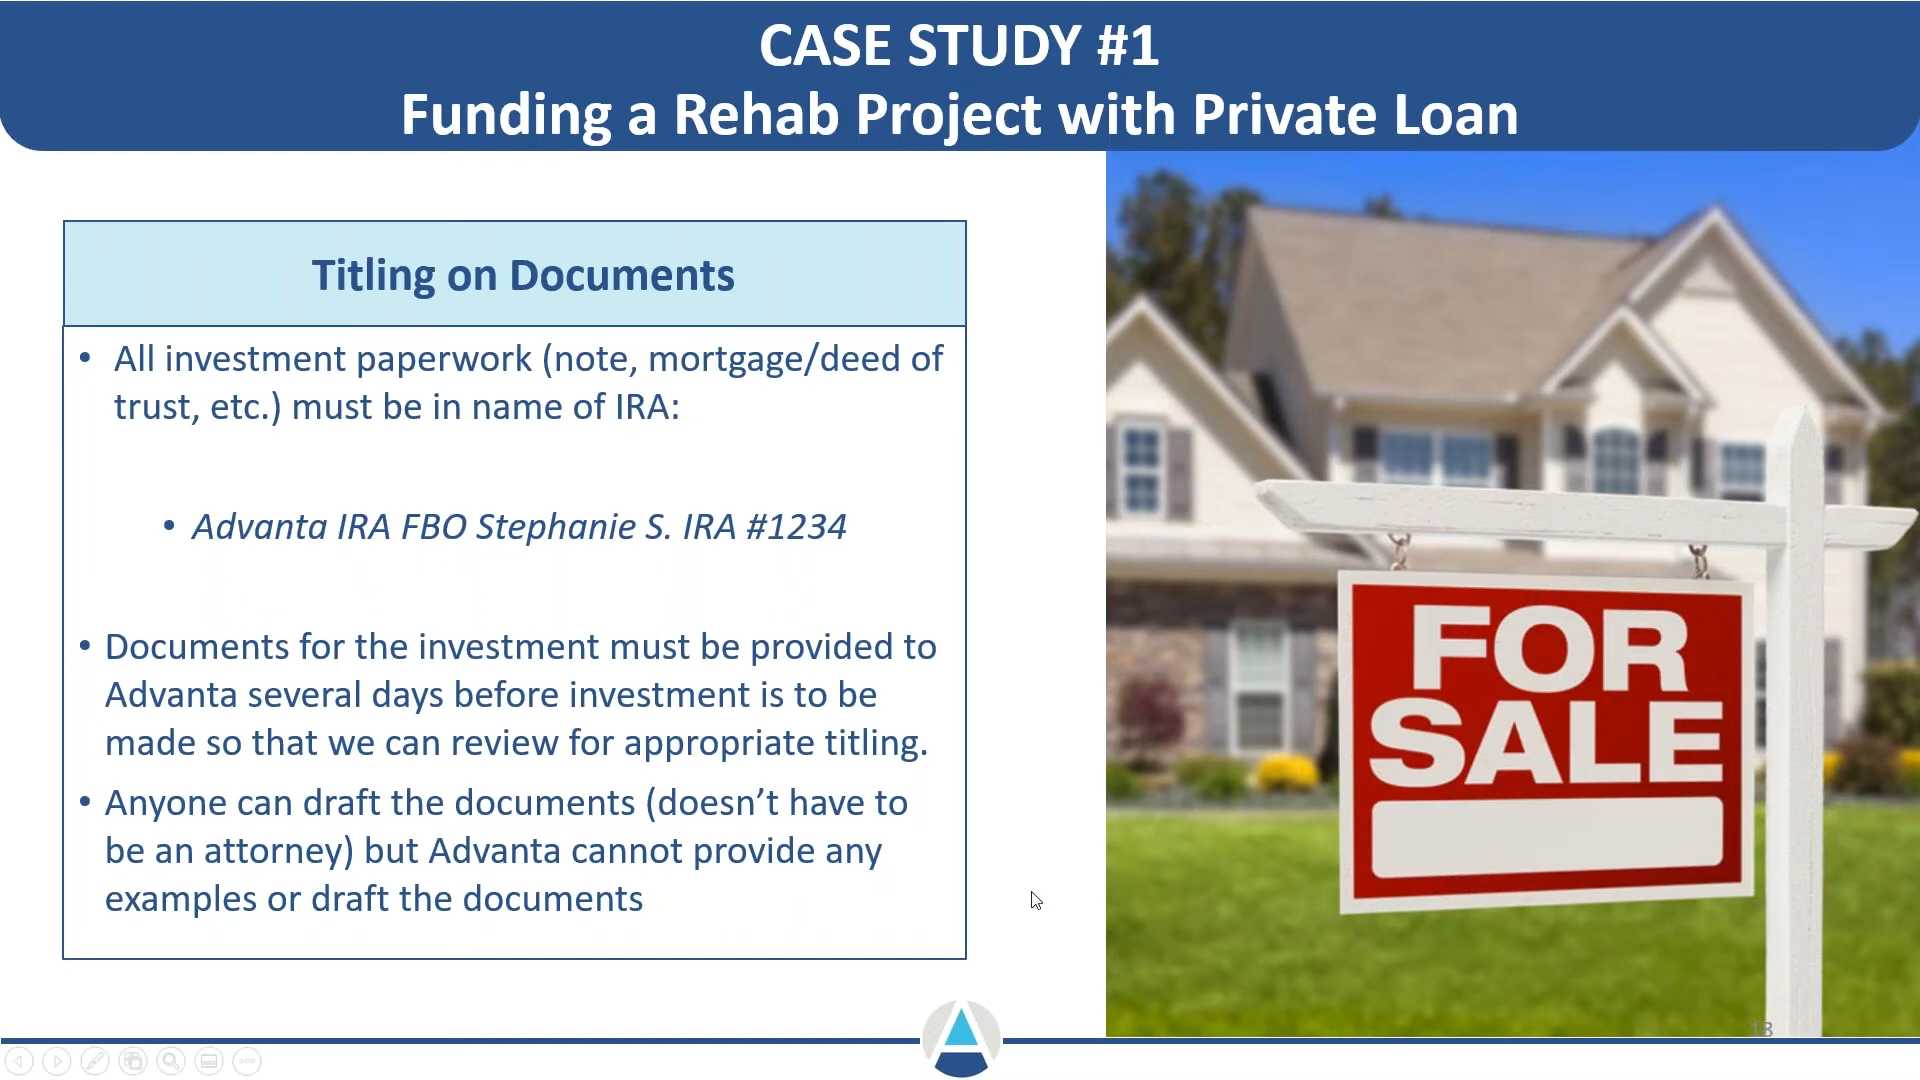 CASE STUDY #1
Funding a Rehab Project with Private Loan
Titling on Documents
• All investment paperwork (note, mortgage/deed of
trust, etc.) must be in name of IRA:
• Advanta IRA FBO Stephanie S. IRA #1234
• Documents for the investment must be provided to
Advanta several days before investment is to be
made so that we can review for appropriate titling.
• Anyone can draft the documents (doesn’t have to
be an attorney) but Advanta cannot provide any
examples or draft the documents
FOR
SALE
18